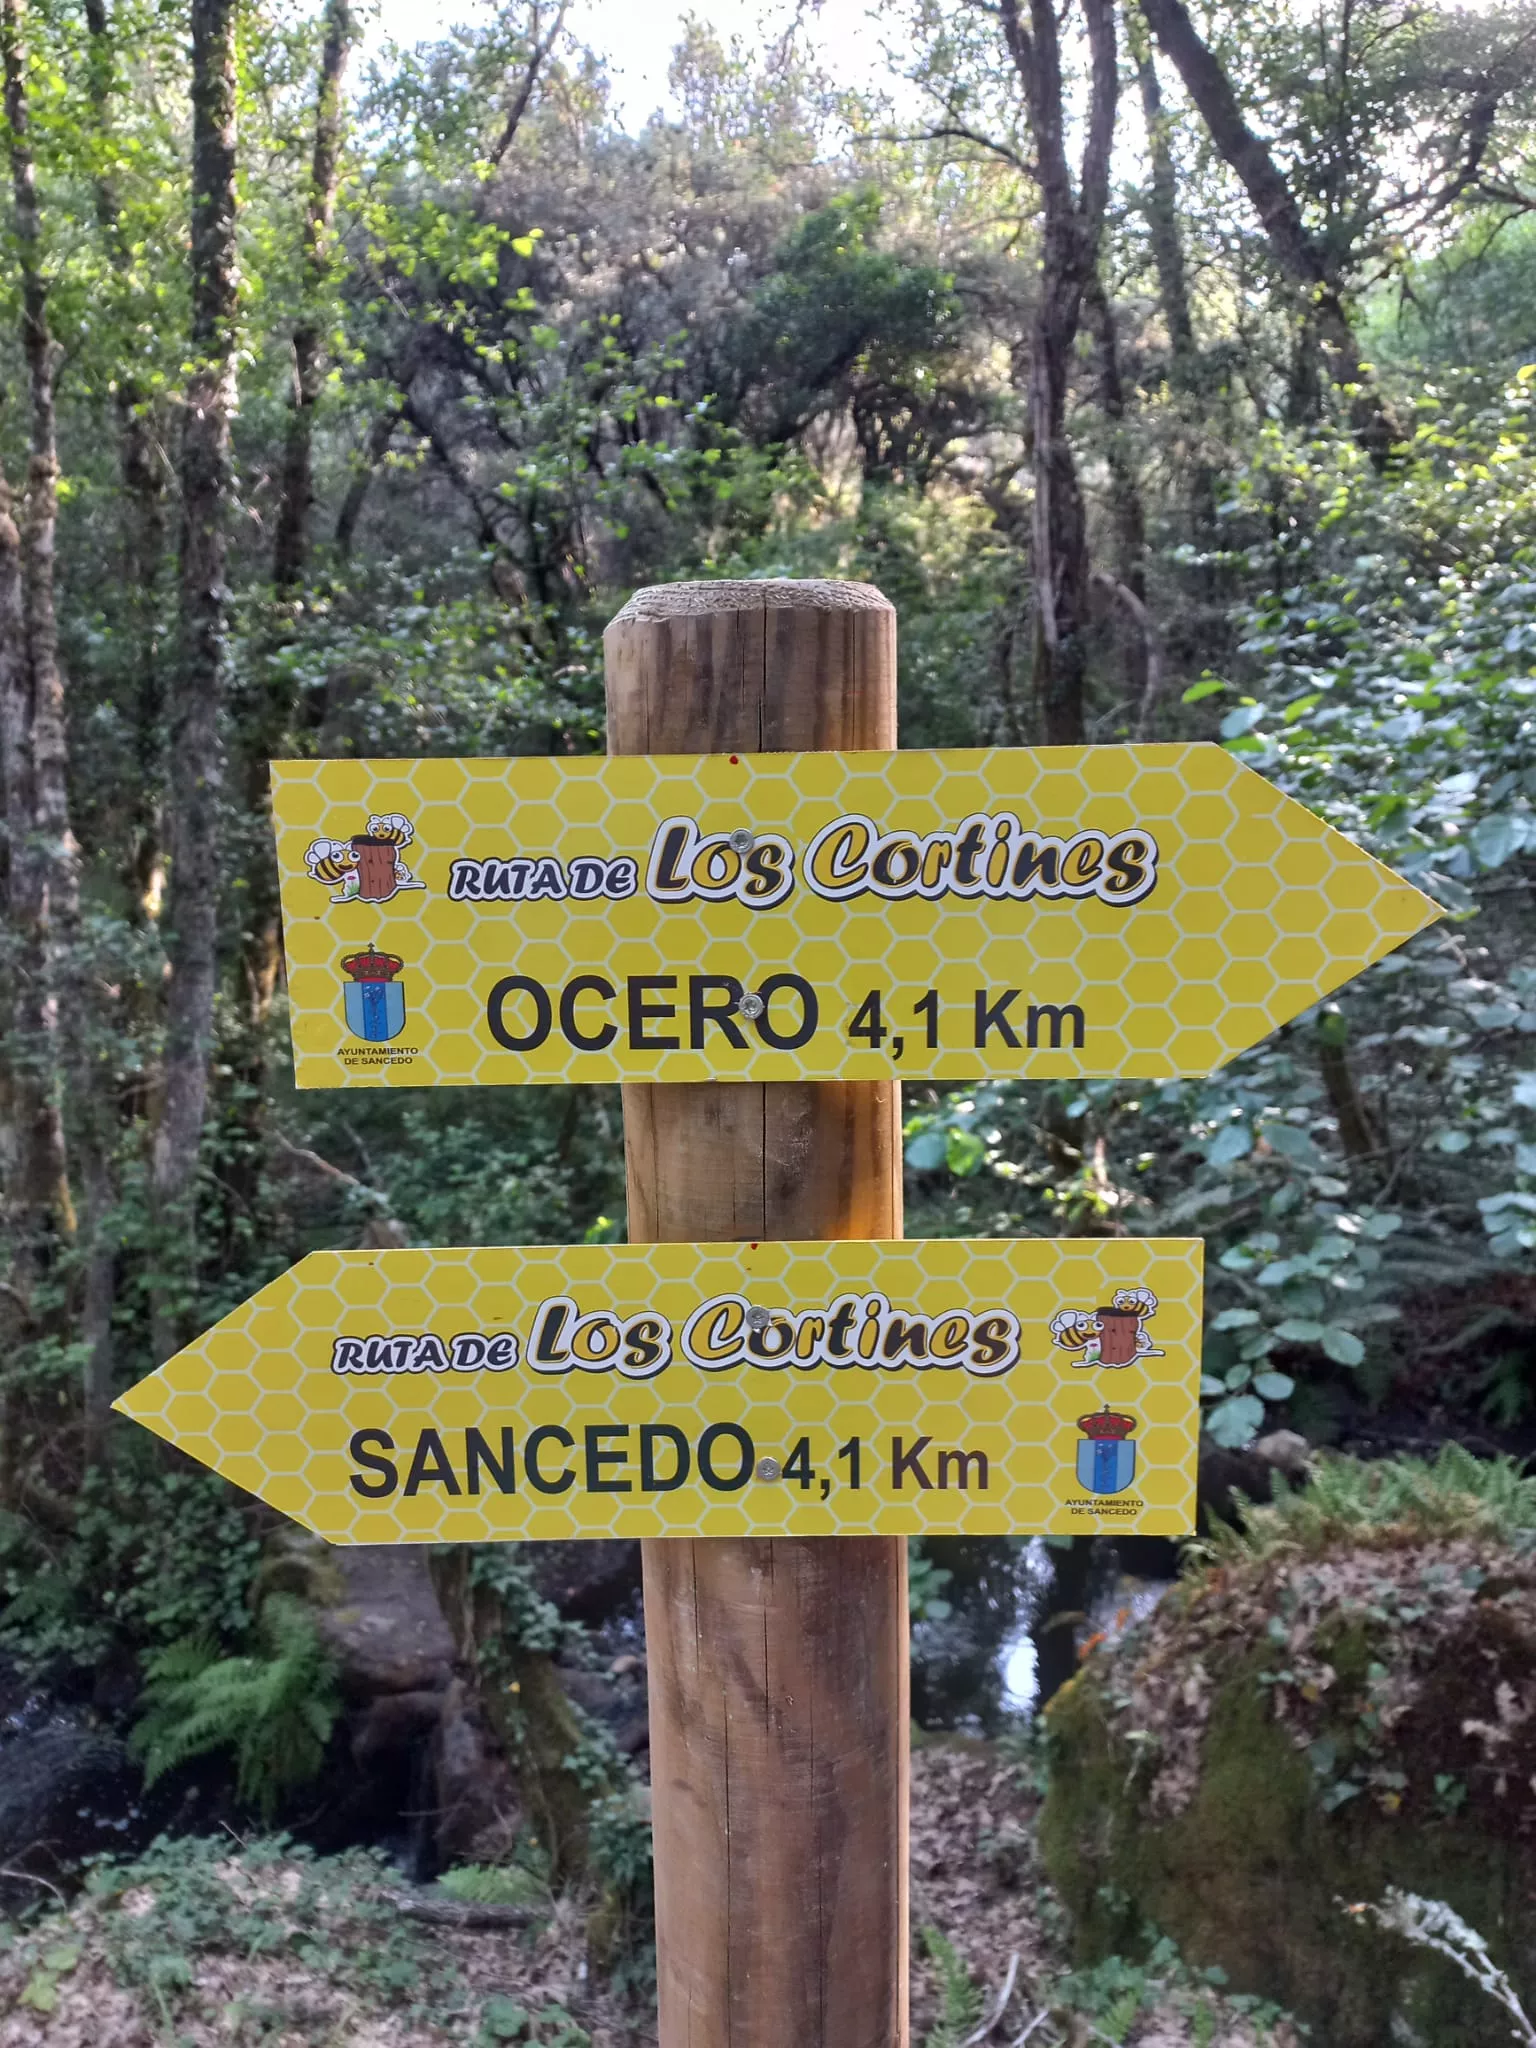 RUTA DE Los Cortines
OCERO 4,1 Km
AYUNTAMIENTO
DE SANCEDO
RUTA DE Los Cortines
SANCEDO 4,1 Km
AYUNTAMIENTO
DE SANCEDO